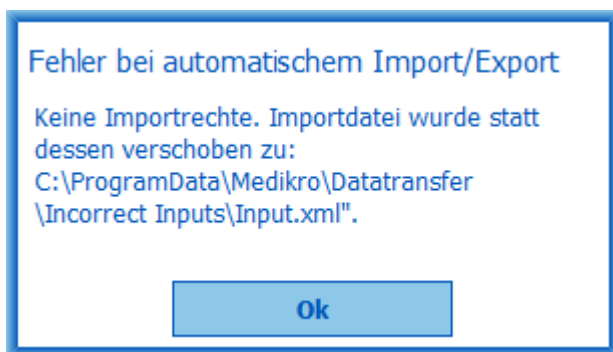 Fehler bei automatischem Import/Export
Keine Importrechte. Importdatei wurde statt
dessen verschoben zu:
C:\ProgramData\Medikro\Datatransfer
\Incorrect Inputs\Input.xml".
Ok